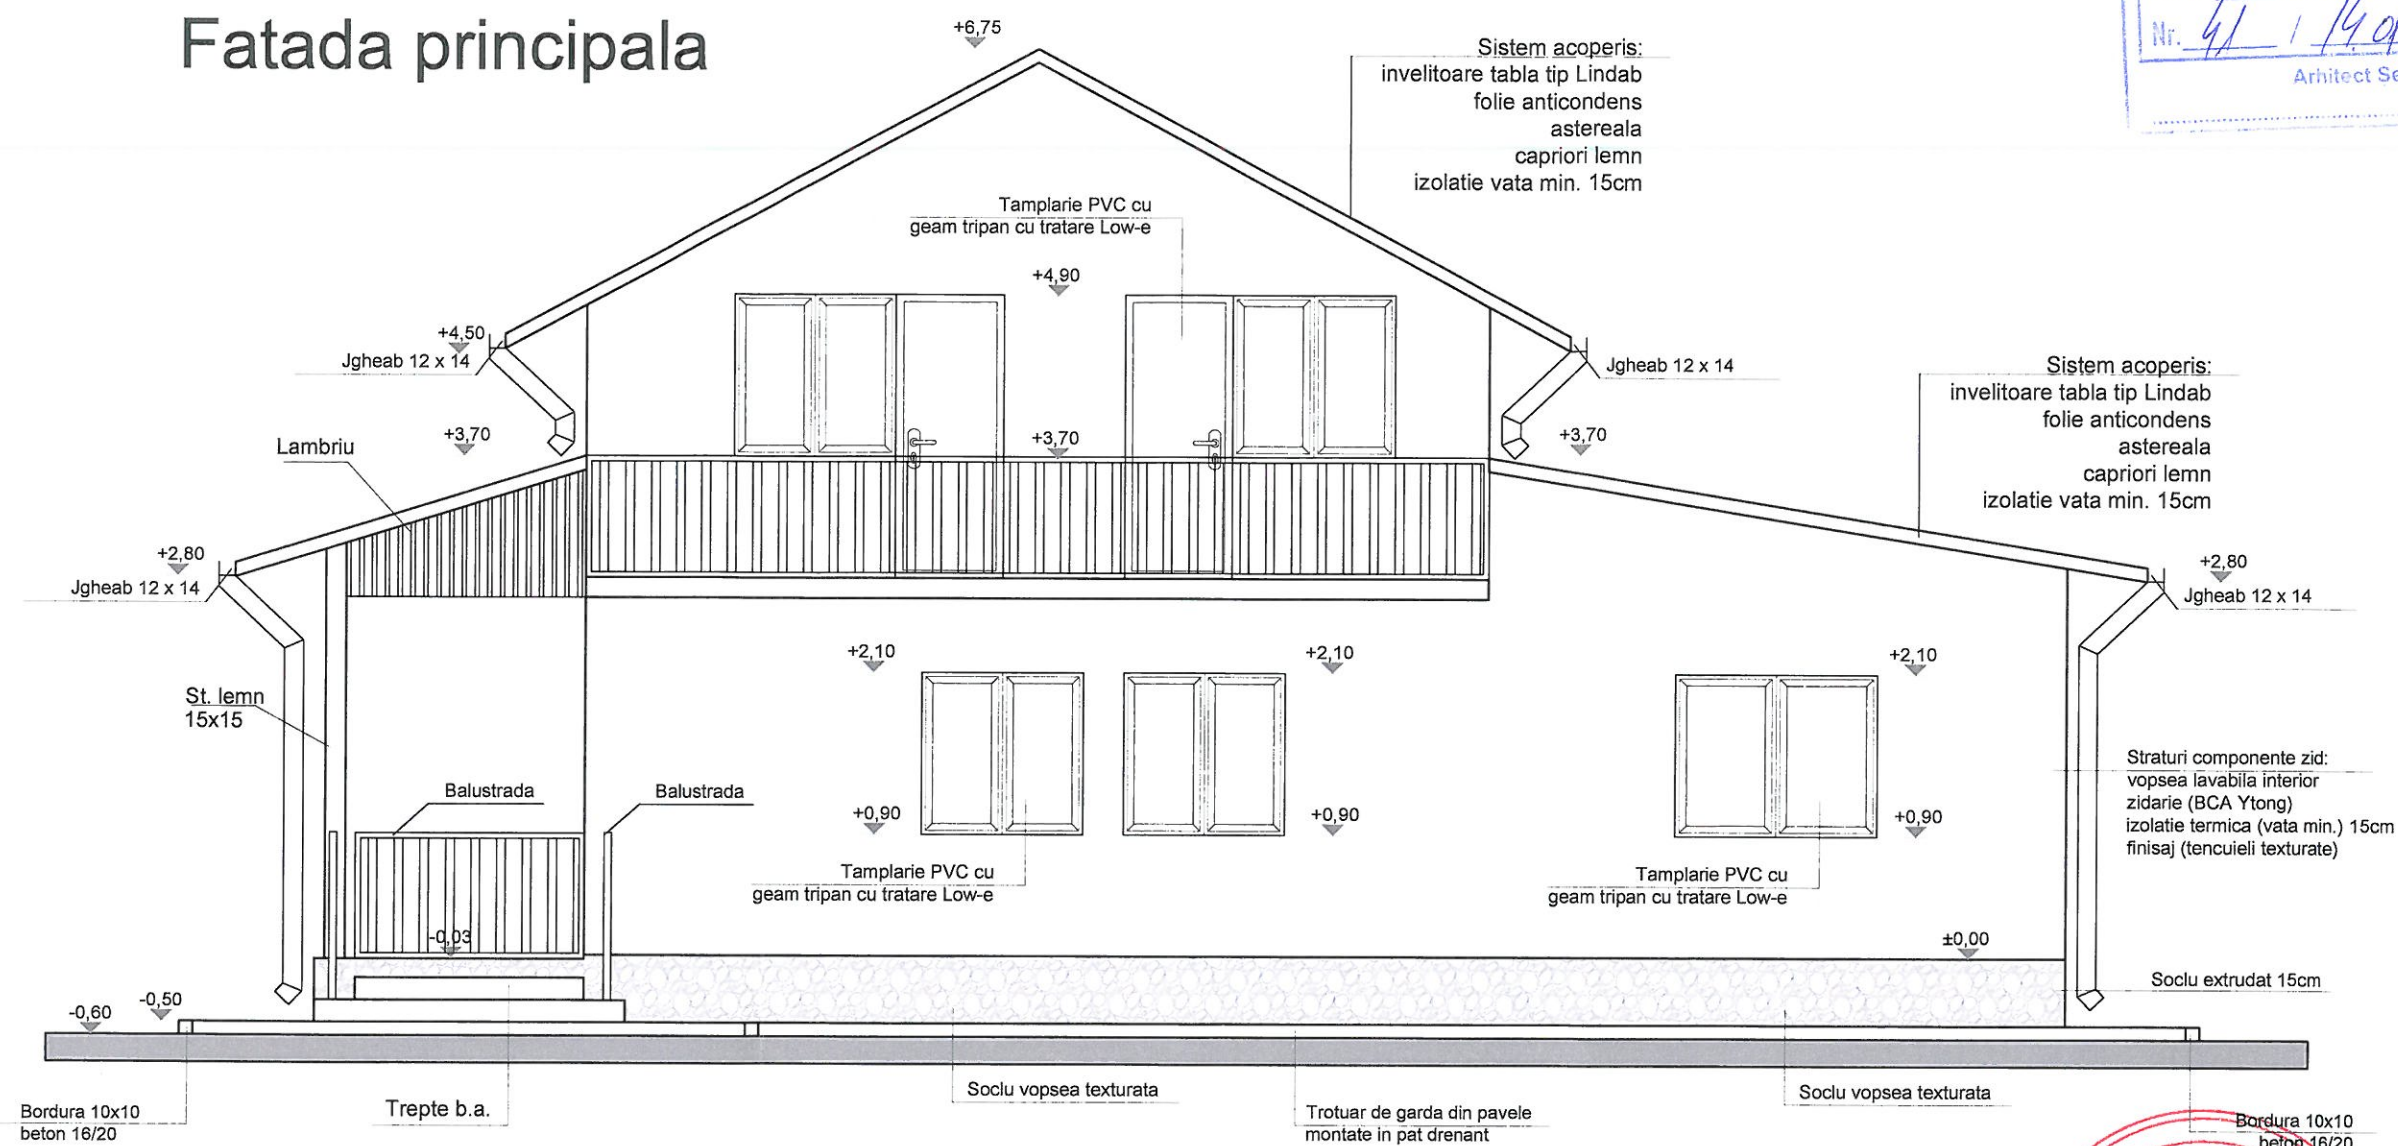 Fatada principala
Nr. 41 / 14
Arhitect
+6,75
Sistem acoperis:
invelitoare tabla tip Lindab
folie anticondens
astereala
capriori lemn
izolatie vata min. 15cm
Tamplarie PVC cu
geam tripan cu tratare Low-e
+4,90
+4,50
Jgheab 12 x 14
Jgheab 12 x 14
Sistem acoperis:
invelitoare tabla tip Lindab
folie anticondens
astereala
capriori lemn
izolatie vata min. 15cm
Lambriu
+3,70
+3,70
+3,70
+2,80
Jgheab 12 x 14
+2,80
Jgheab 12 x 14
+2,10
+2,10
+2,10
St. lemn
15x15
Balustrada
Balustrada
+0,90
+0,90
+0,90
Straturi componente zid:
vopsea lavabila interior
zidarie (BCA Ytong)
izolatie termica (vata min.) 15cm
finisaj (tencuieli texturate)
Tamplarie PVC cu
geam tripan cu tratare Low-e
Tamplarie PVC cu
geam tripan cu tratare Low-e
-0,03
±0,00
Soclu extrudat 15cm
-0,60
-0,50
Bordura 10x10
beton 16/20
Trepte b.a.
Soclu vopsea texturata
Trotuar de garda din pavele
montate in pat drenant
Soclu vopsea texturata
Bordura 10x10
beton 16/20